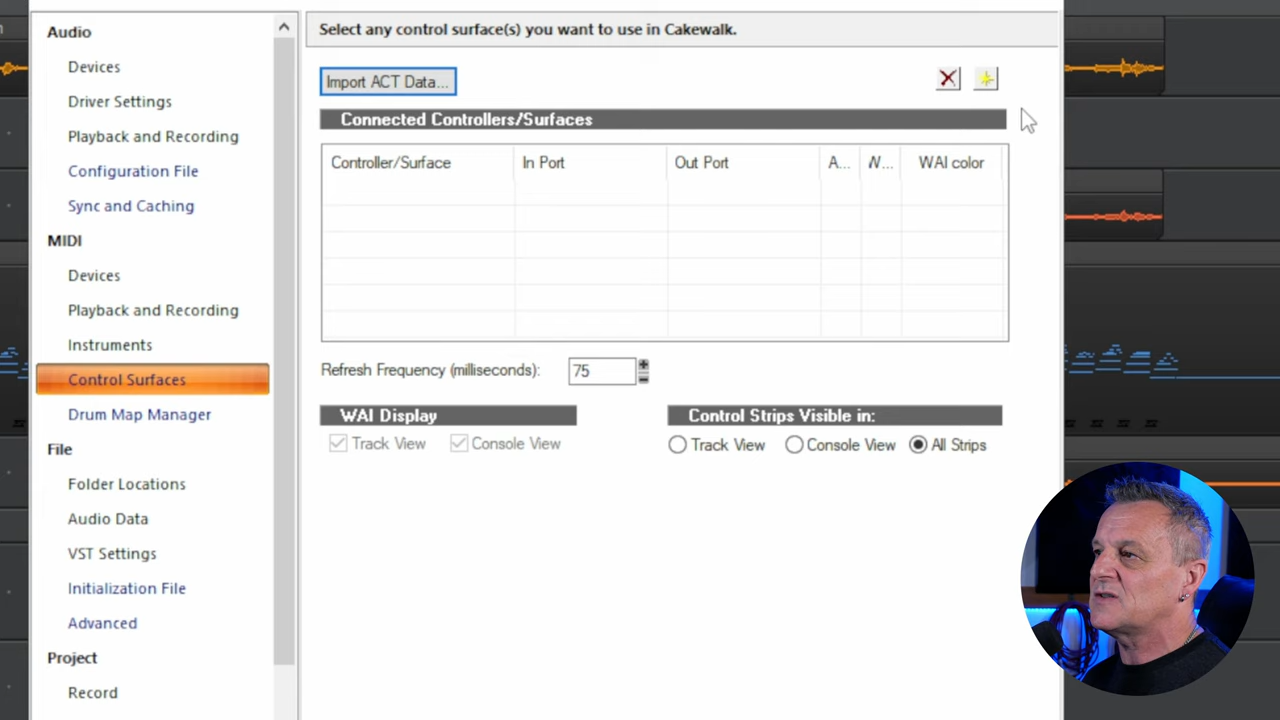 Audio
Devices
Driver Settings
Playback and Recording
Configuration File
Sync and Caching
MIDI
Devices
Playback and Recording
Instruments
Control Surfaces
Drum Map Manager
File
Folder Locations
Audio Data
VST Settings
Initialization File
Advanced
Project
Record
Select any control surface(s) you want to use in Cakewalk.
Import ACT Data...
Connected Controllers/Surfaces
Controller/Surface In Port Out Port A... W... WAI color
Refresh Frequency (milliseconds): 75
WAI Display
Track View Console View
Control Strips Visible in:
Track View Console View All Strips